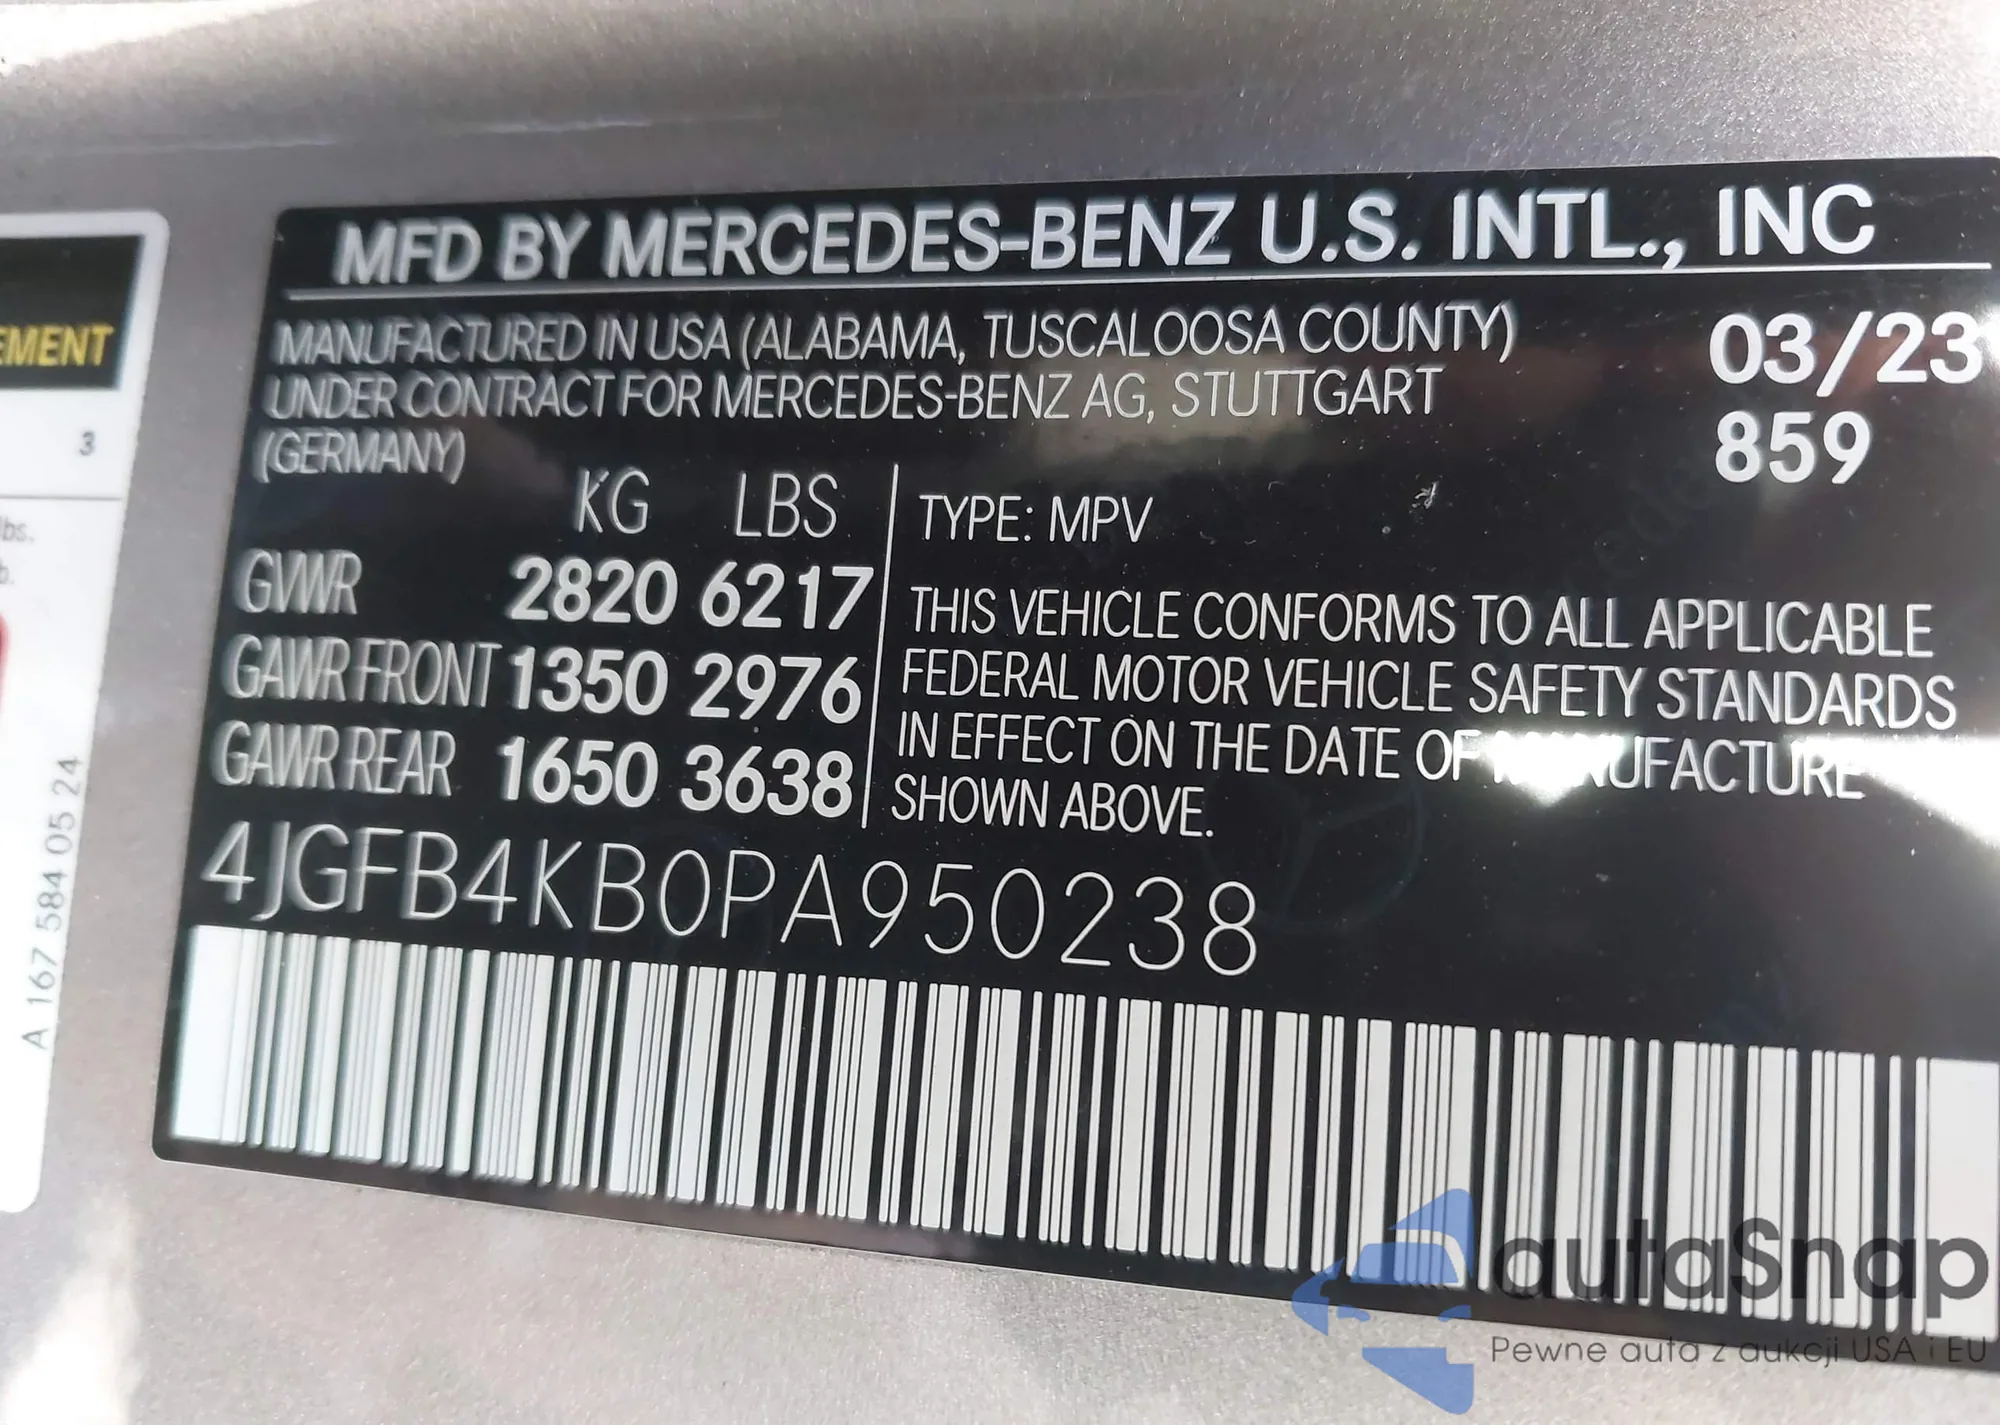 MFD BY MERCEDES-BENZ U.S. INTL., INC
MANUFACTURED IN USA (ALABAMA, TUSCALOOSA COUNTY)
UNDER CONTRACT FOR MERCEDES-BENZ AG, STUTTGART
(GERMANY)
03/23
859
KG LBS
GVWR 2820 6217
GAWR FRONT 1350 2976
GAWR REAR 1650 3638
TYPE: MPV
THIS VEHICLE CONFORMS TO ALL APPLICABLE
FEDERAL MOTOR VEHICLE SAFETY STANDARDS
IN EFFECT ON THE DATE OF MANUFACTURE
SHOWN ABOVE.
4JGFB4KB0PA950238
EMENT
3
lbs.
b.
A 167 584 05 24
autaSnap
Pewne auta z aukcji USA i EU